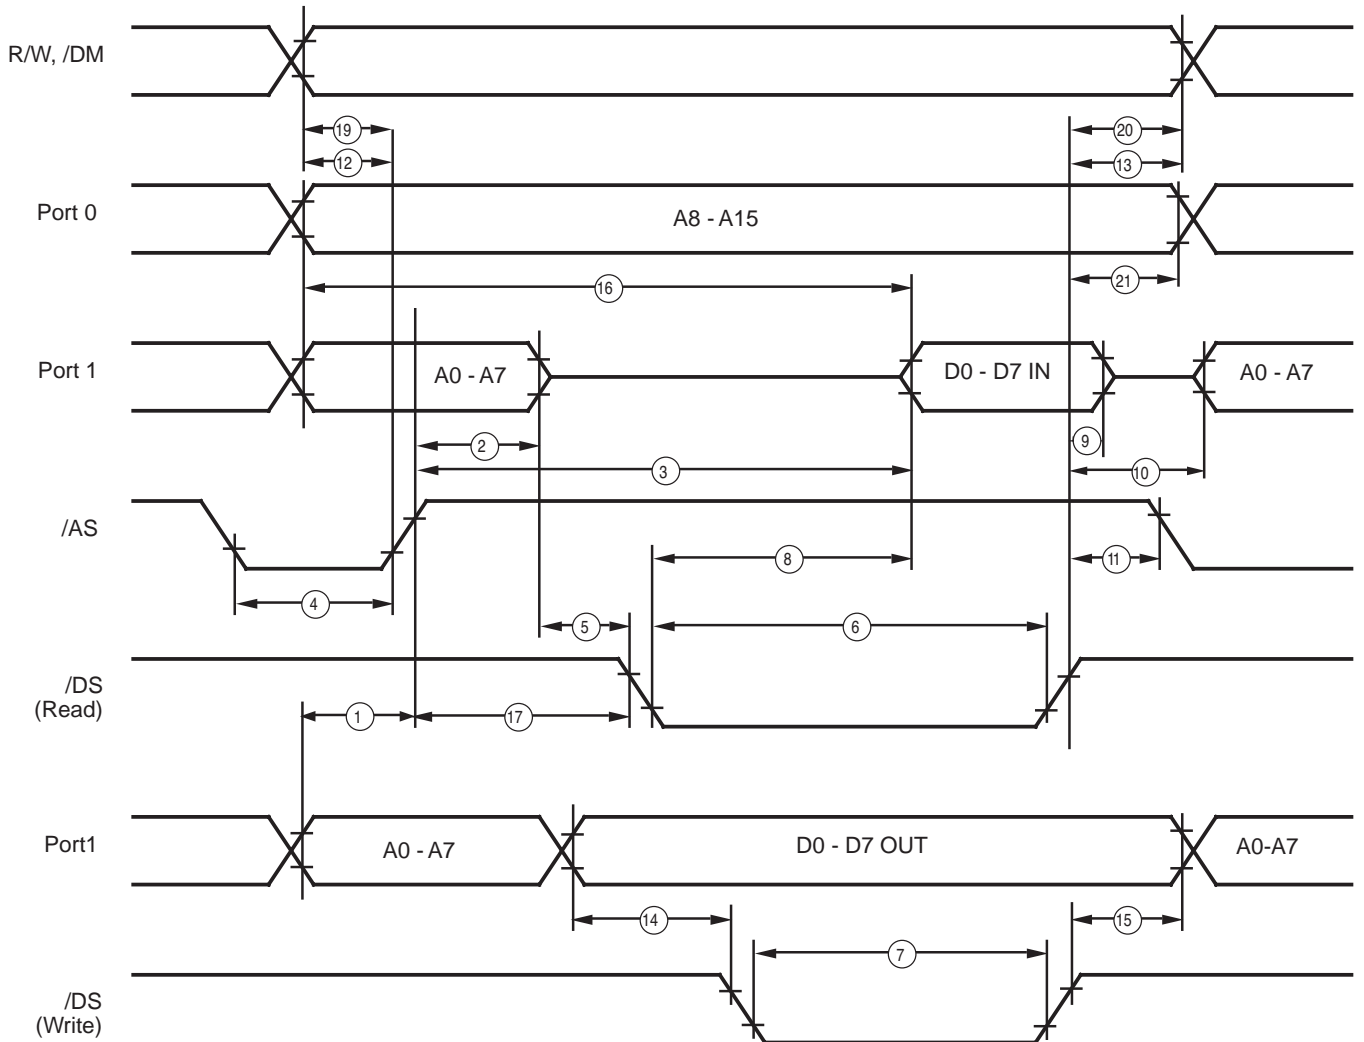 R/W, /DM
19
20
12
13
Port 0
A8 - A15
16
21
Port 1
A0 - A7
D0 - D7 IN
A0 - A7
2
9
3
10
/AS
8
11
4
5
6
/DS
(Read)
1
17
Port1
A0 - A7
D0 - D7 OUT
A0-A7
14
15
7
/DS
(Write)